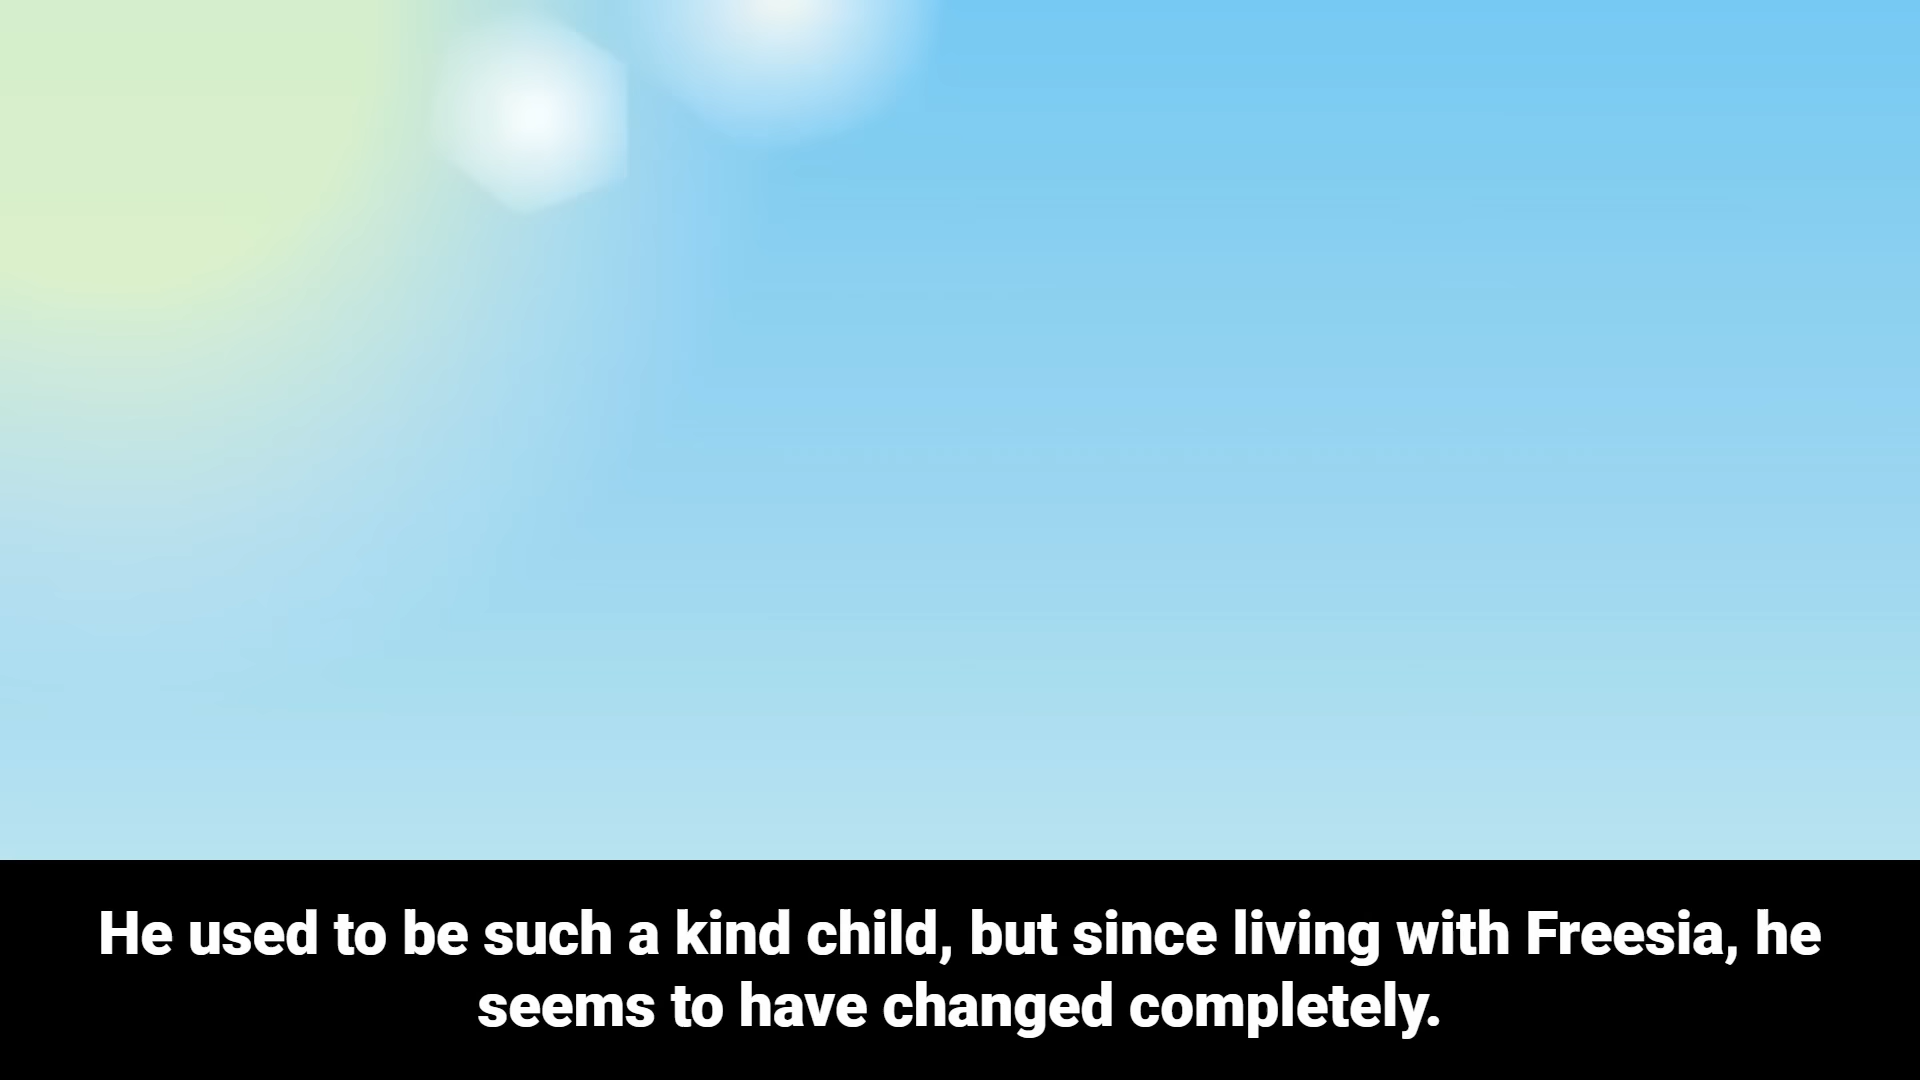 He used to be such a kind child, but since living with Freesia, he
seems to have changed completely.